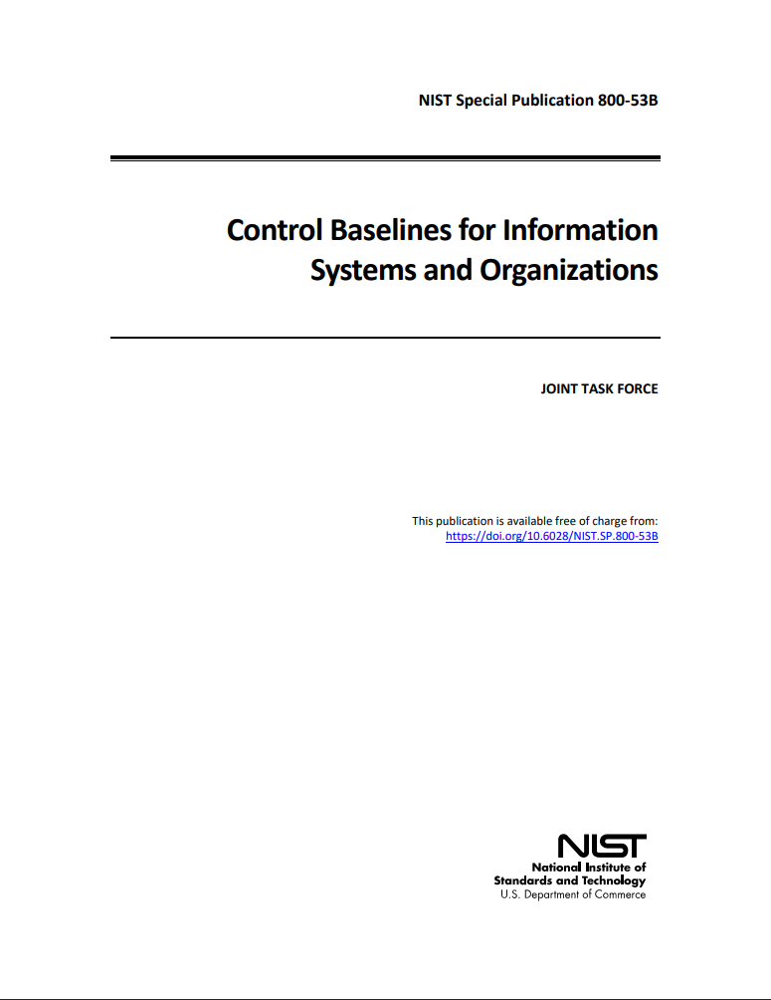 NIST Special Publication 800-53B
Control Baselines for Information
Systems and Organizations
JOINT TASK FORCE
This publication is available free of charge from:
https://doi.org/10.6028/NIST.SP.800-53B
NIST
National Institute of
Standards and Technology
U.S. Department of Commerce